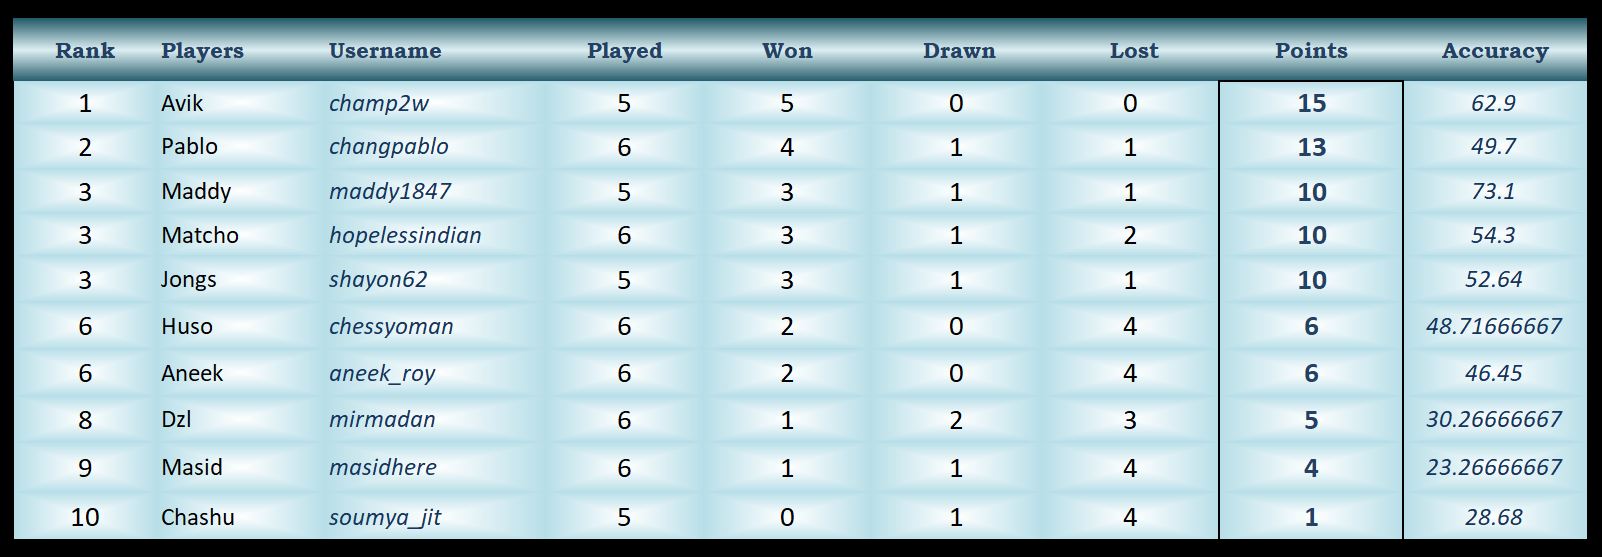 Rank Players Username Played Won Drawn Lost Points Accuracy
1 Avik champ2w 5 5 0 0 15 62.9
2 Pablo changpablo 6 4 1 1 13 49.7
3 Maddy maddy1847 5 3 1 1 10 73.1
3 Matcho hopelessindian 6 3 1 2 10 54.3
3 Jongs shayon62 5 3 1 1 10 52.64
6 Huso chessyoman 6 2 0 4 6 48.71666667
6 Aneek aneek_roy 6 2 0 4 6 46.45
8 Dzl mirmadan 6 1 2 3 5 30.26666667
9 Masid masidhere 6 1 1 4 4 23.26666667
10 Chashu soumya_jit 5 0 1 4 1 28.68